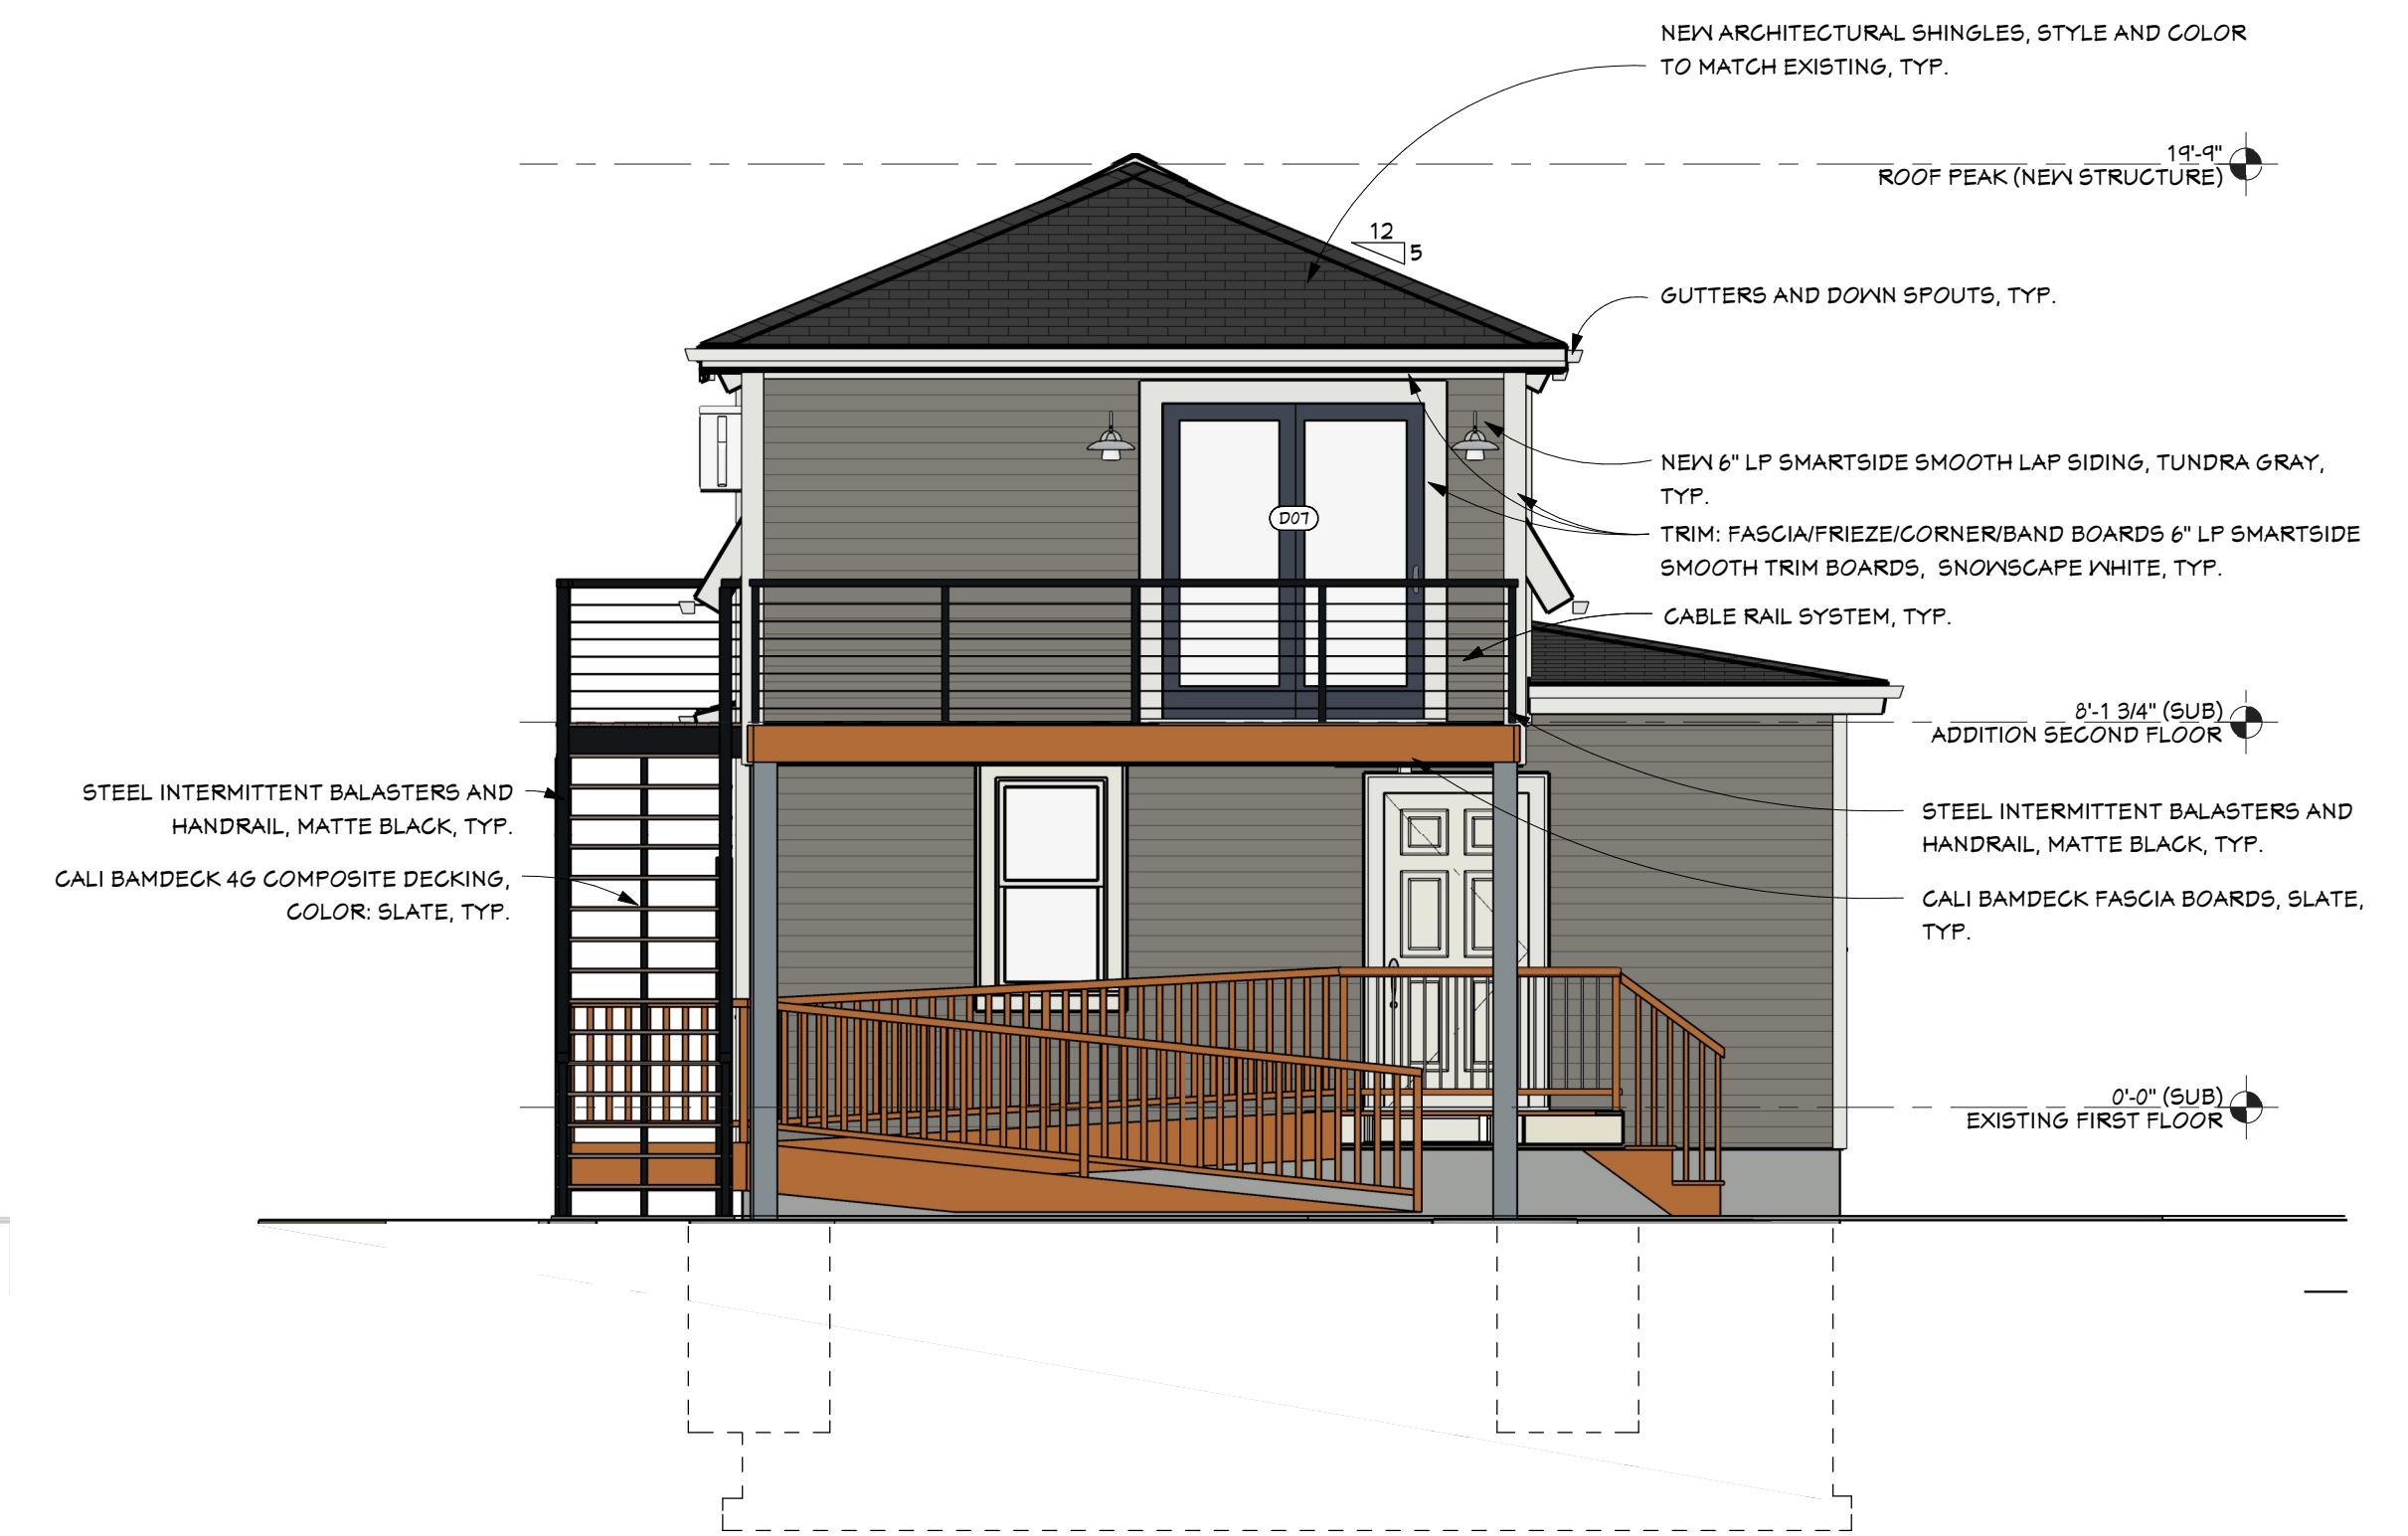 NEW ARCHITECTURAL SHINGLES, STYLE AND COLOR
TO MATCH EXISTING, TYP.
19'-9"
ROOF PEAK (NEW STRUCTURE)
12
5
GUTTERS AND DOWN SPOUTS, TYP.
NEW 6" LP SMARTSIDE SMOOTH LAP SIDING, TUNDRA GRAY,
TYP.
D07
TRIM: FASCIA/FRIEZE/CORNER/BAND BOARDS 6" LP SMARTSIDE
SMOOTH TRIM BOARDS, SNOWSCAPE WHITE, TYP.
CABLE RAIL SYSTEM, TYP.
8'-1 3/4" (SUB)
ADDITION SECOND FLOOR
STEEL INTERMITTENT BALASTERS AND
HANDRAIL, MATTE BLACK, TYP.
CALI BAMDECK 4G COMPOSITE DECKING,
COLOR: SLATE, TYP.
STEEL INTERMITTENT BALASTERS AND
HANDRAIL, MATTE BLACK, TYP.
CALI BAMDECK FASCIA BOARDS, SLATE,
TYP.
0'-0" (SUB)
EXISTING FIRST FLOOR